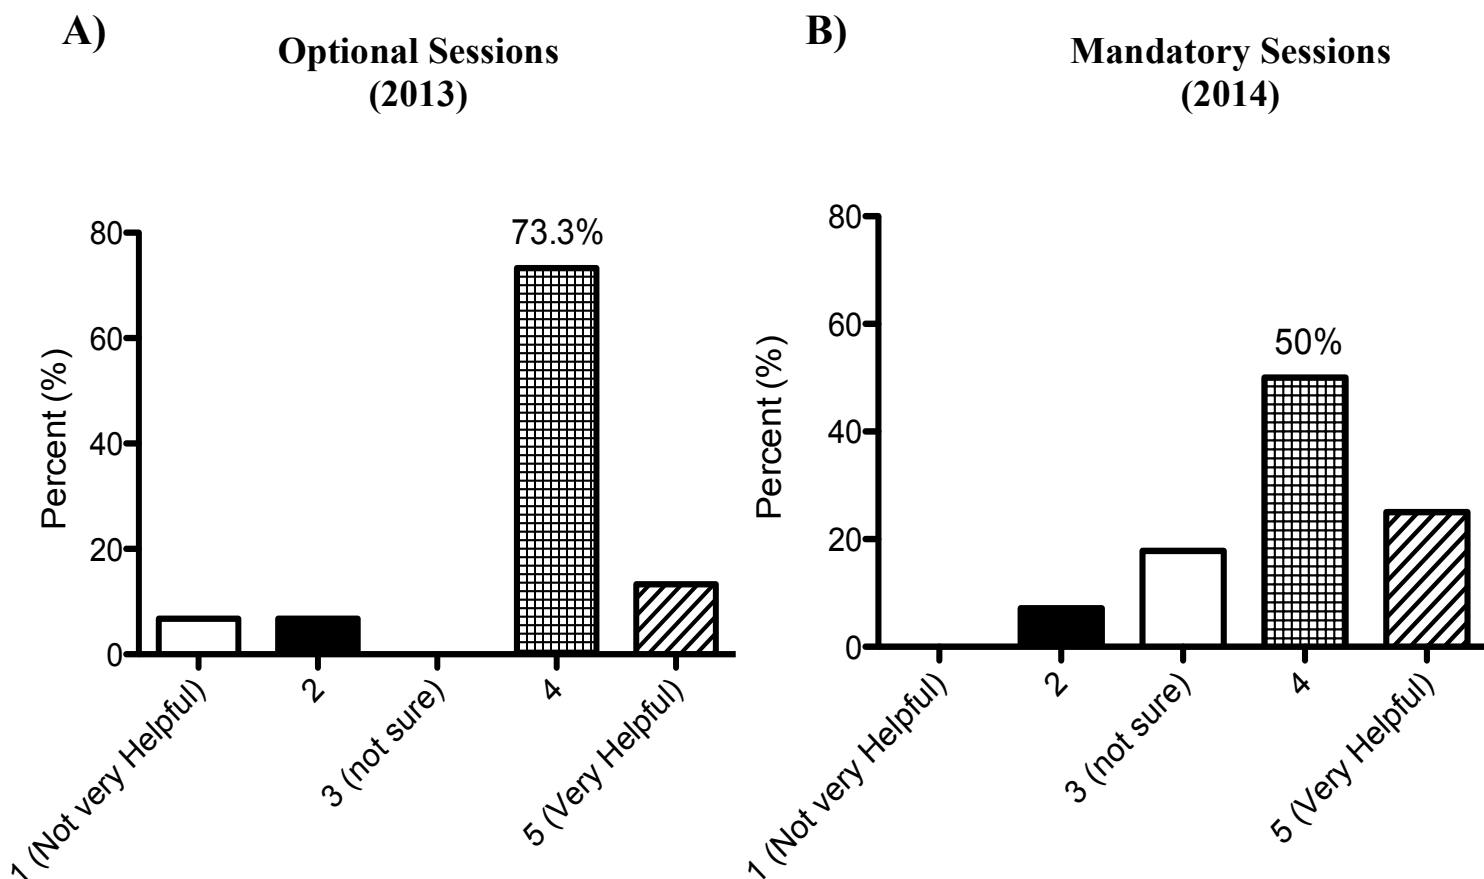 A)
Optional Sessions
(2013)
73.3%
80
60
40
20
0
Percent (%)
1 (Not very Helpful)
2
3 (not sure)
4
5 (Very Helpful)
B)
Mandatory Sessions
(2014)
50%
80
60
40
20
0
Percent (%)
1 (Not very Helpful)
2
3 (not sure)
4
5 (Very Helpful)